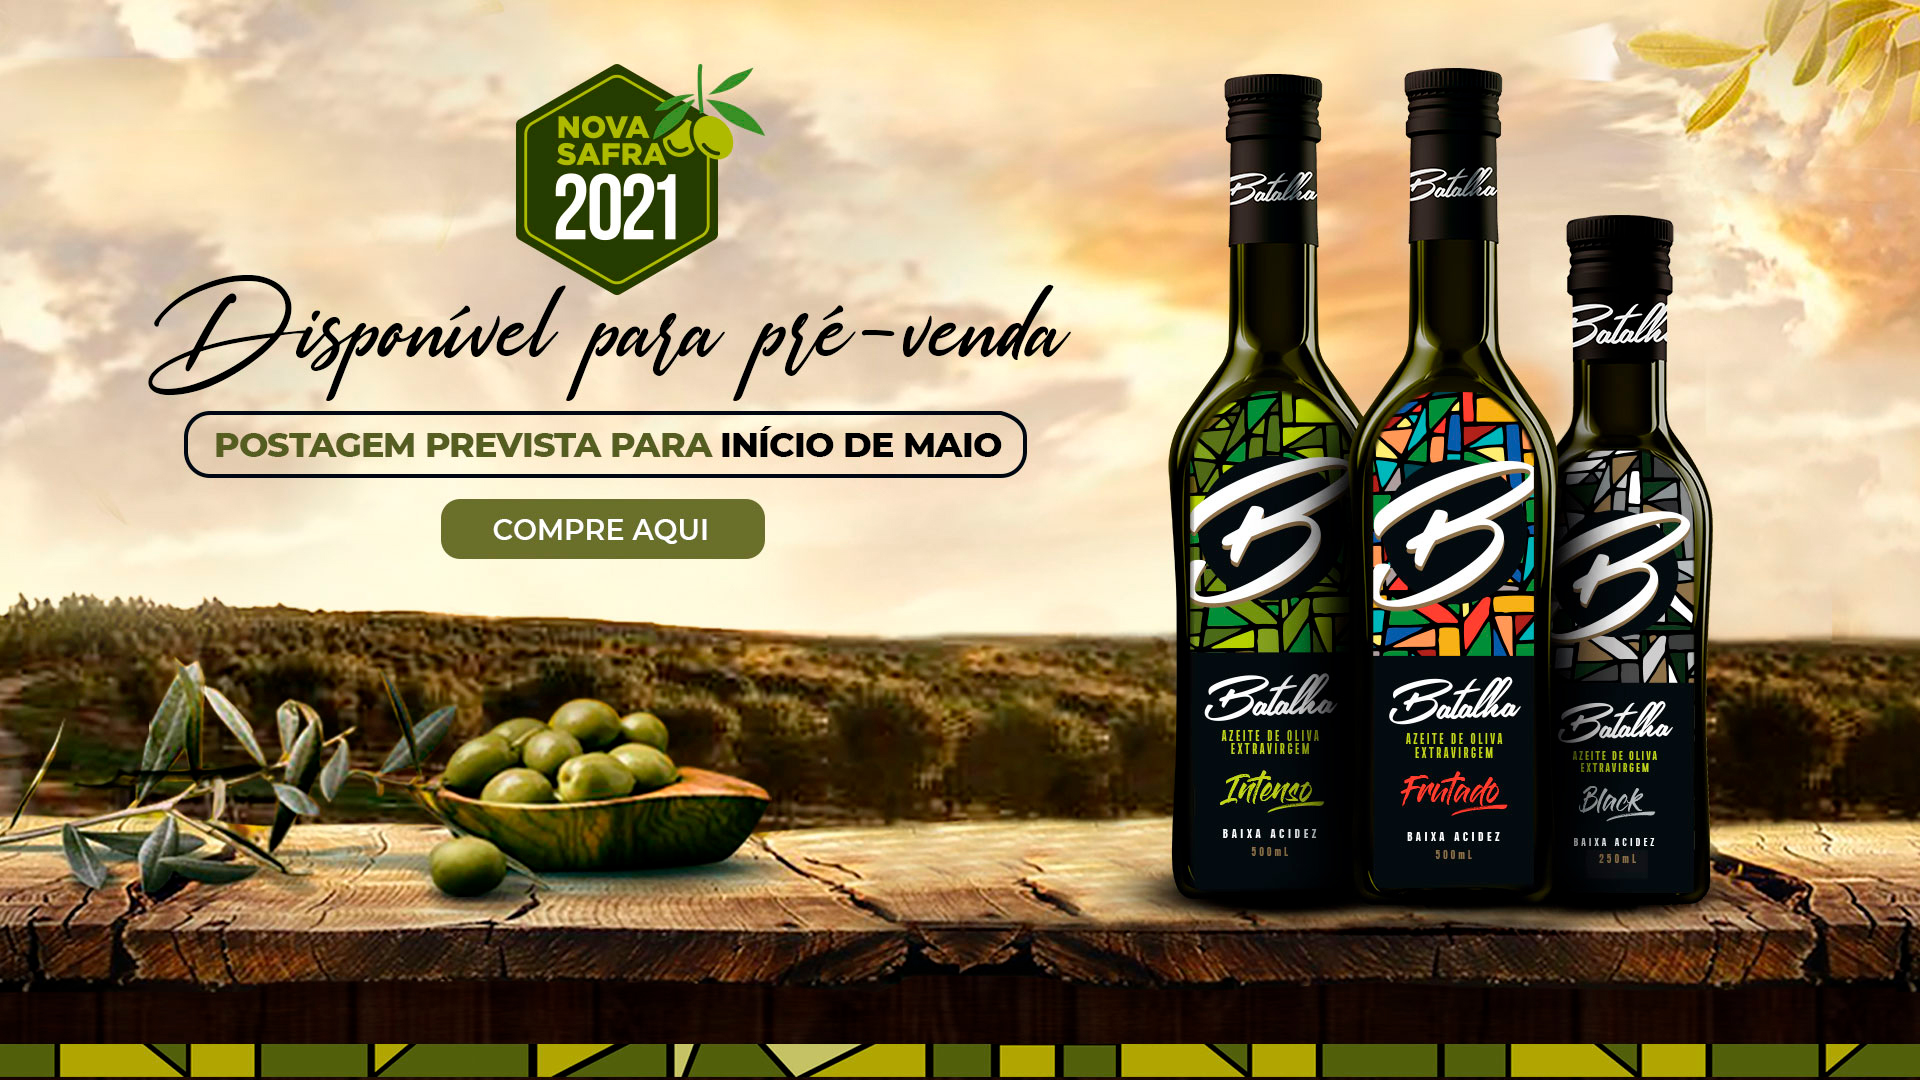 NOVA
SAFRA
2021
Disponível para pré-venda
POSTAGEM PREVISTA PARA INÍCIO DE MAIO
COMPRE AQUI
Batalha
B
Batalha
AZEITE DE OLIVA
EXTRAVIRGEM
Intenso
BAIXA ACIDEZ
500mL
Batalha
B
Batalha
AZEITE DE OLIVA
EXTRAVIRGEM
Frutado
BAIXA ACIDEZ
500mL
Batalha
B
Batalha
AZEITE DE OLIVA
EXTRAVIRGEM
Black
BAIXA ACIDEZ
250mL